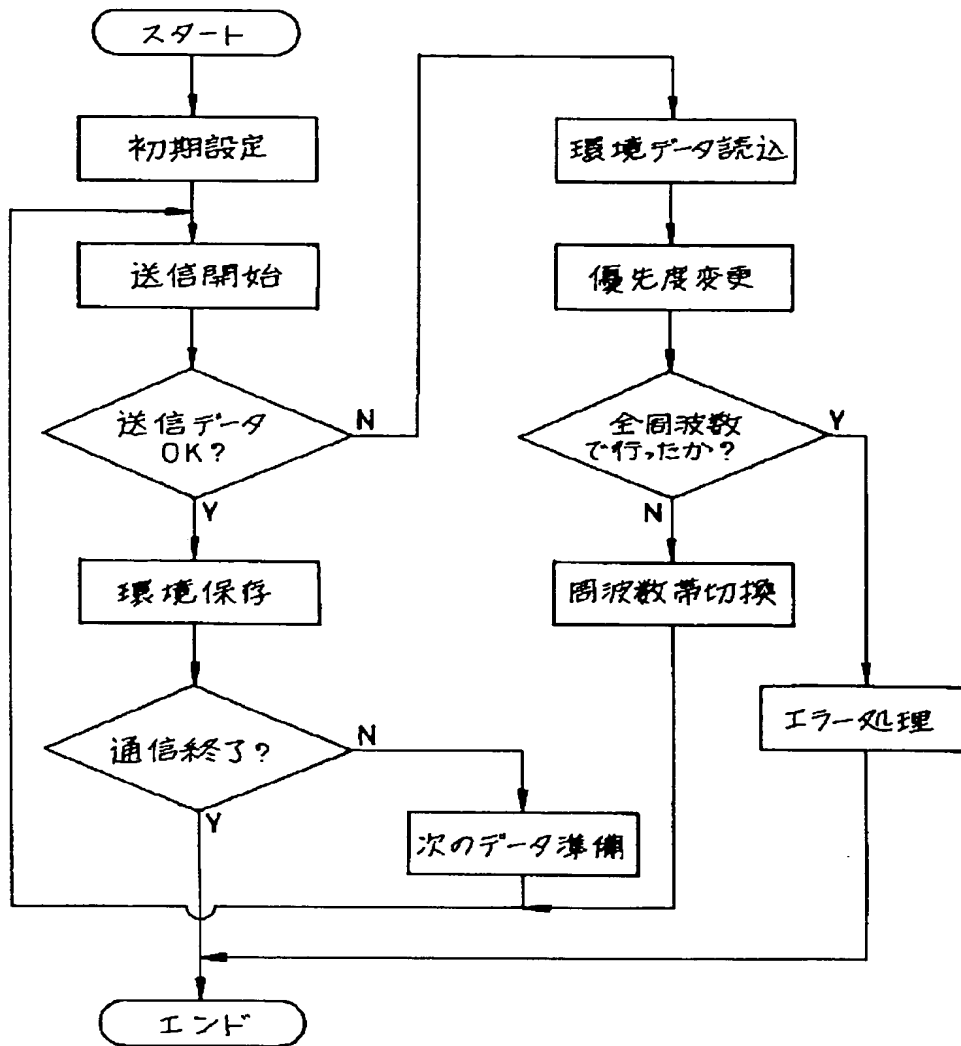 スタート
初期設定
送信開始
送信データ
OK?
N
Y
環境保存
通信終了?
N
Y
次のデータ準備
エンド
環境データ読込
優先度変更
全周波数
で行ったか?
Y
N
周波数帯切換
エラー処理